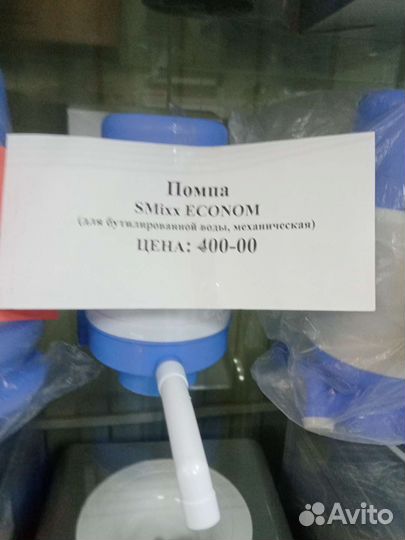 Помпа
SMixx ECONOM
(для бутилированной воды, механическая)
ЦЕНА: 400-00
Avito